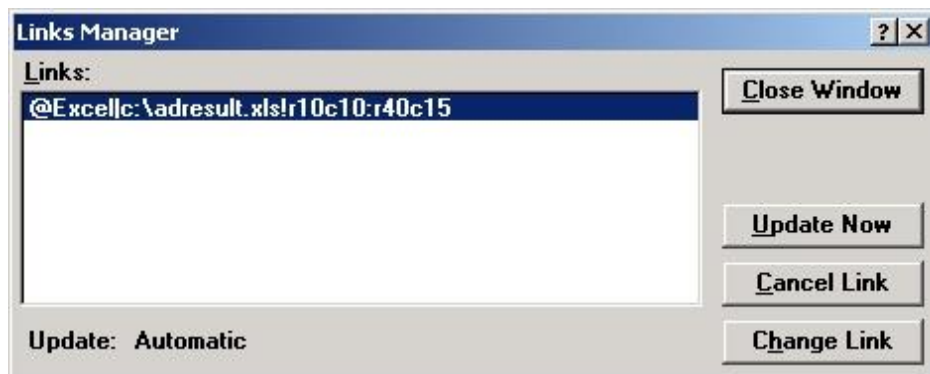 Links Manager
? X
Links:
@Excel|c:\adresult.xls!r10c10:r40c15
Close Window
Update Now
Cancel Link
Update: Automatic
Change Link